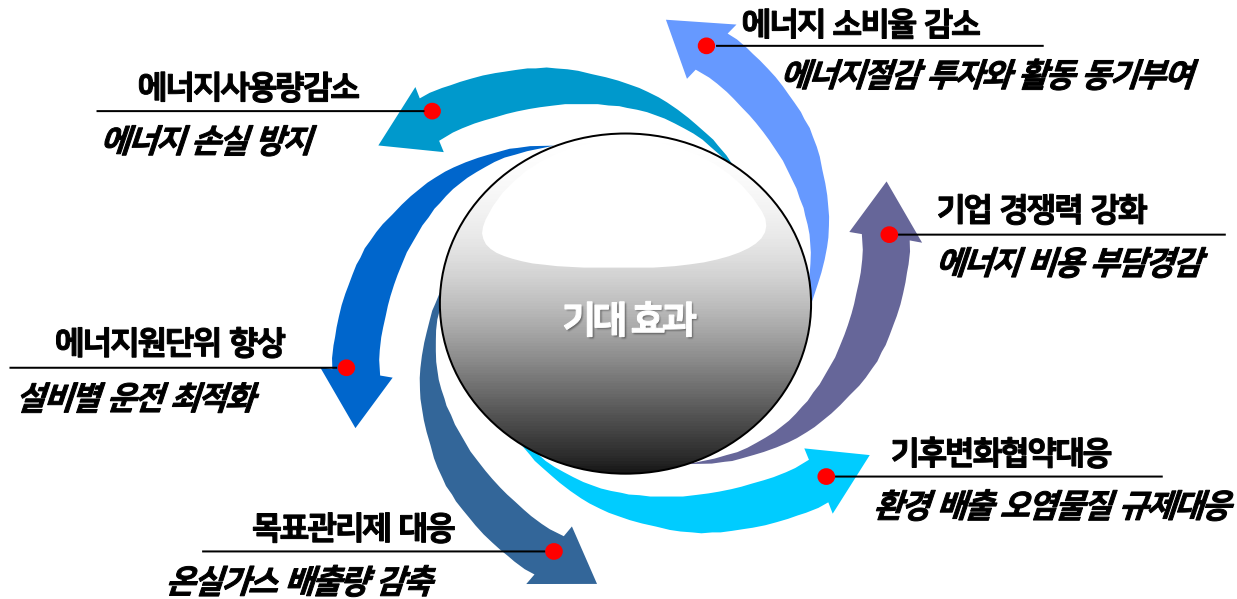 에너지 소비율 감소
에너지절감 투자와 활동 동기부여
에너지사용량감소
에너지 손실 방지
기업 경쟁력 강화
에너지 비용 부담경감
기대 효과
에너지원단위 향상
설비별 운전 최적화
기후변화협약대응
환경 배출 오염물질 규제대응
목표관리제 대응
온실가스 배출량 감축